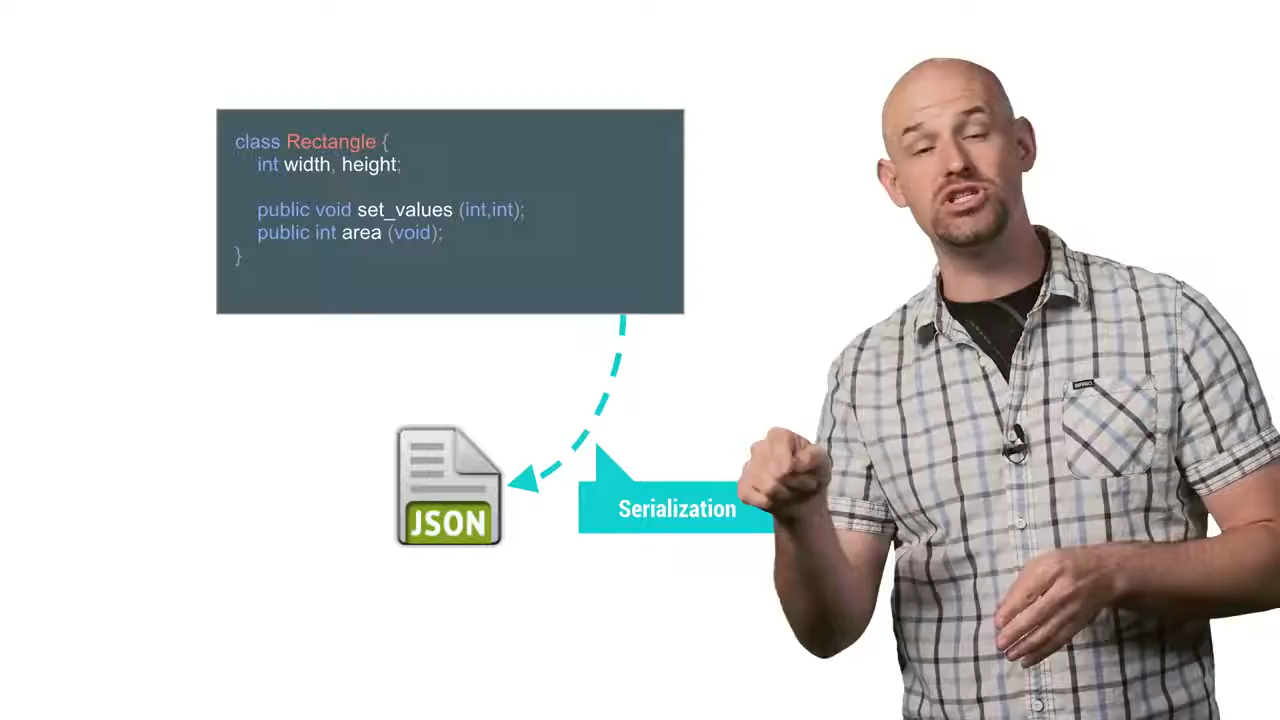 class Rectangle {
int width, height;
public void set_values (int,int);
public int area (void);
}
JSON
Serialization